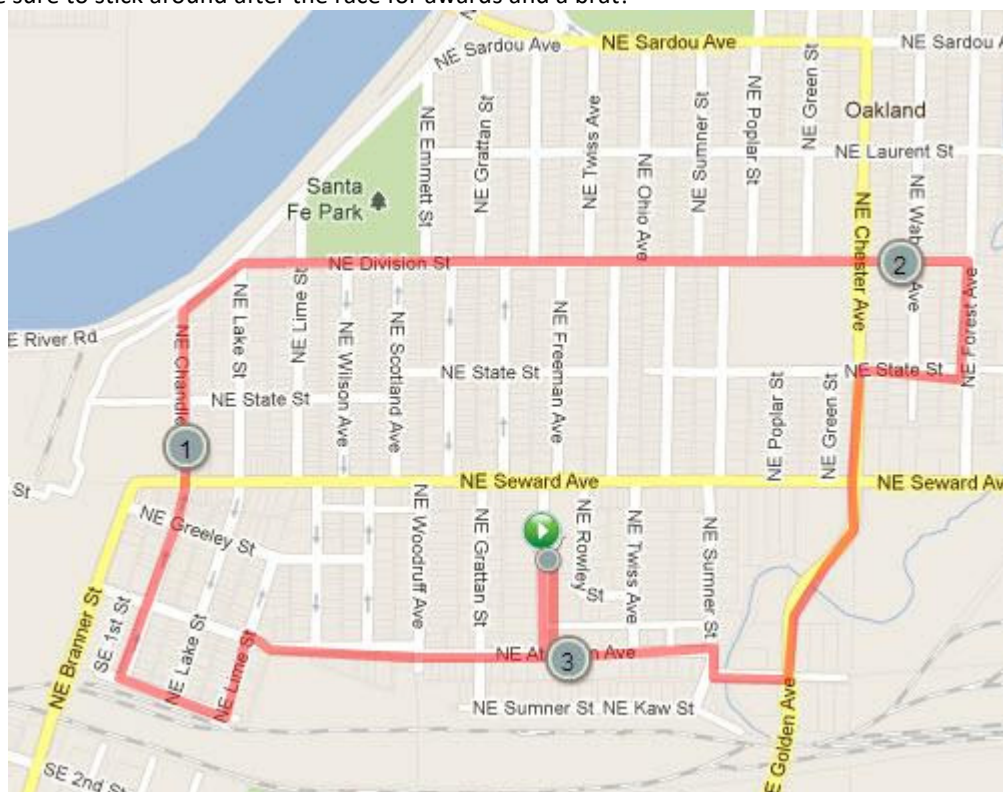 sure to stick around after the race for awards and a brat!
NE Sardou Ave
NE Sardou Ave
NE Sardou
NE Emmett St
NE Grattan St
NE Twiss Ave
NE Ohio Ave
NE Sumner St
NE Poplar St
NE Green St
Oakland
NE Laurent St
Santa
Fe Park
NE Chester Ave
NE
Ave
NE Division St
2
NE Forest Ave
River Rd
NE Lake St
NE Lime St
NE Wilson Ave
NE Scotland Ave
NE Freeman Ave
NE
NE State St
NE State St
NE State St
NE Poplar St
NE Green St
1
St
NE Seward Ave
NE Seward
NE Greeley St
NE Woodruff Ave
NE Grattan St
NE Rowley St
NE Twiss Ave
NE Sumner St
NE Branner St
SE 1st St
NE Lake St
NE Lime St
NE
Ave
3
NE Sumner St
NE Kaw St
Golden Ave
SE 2nd St